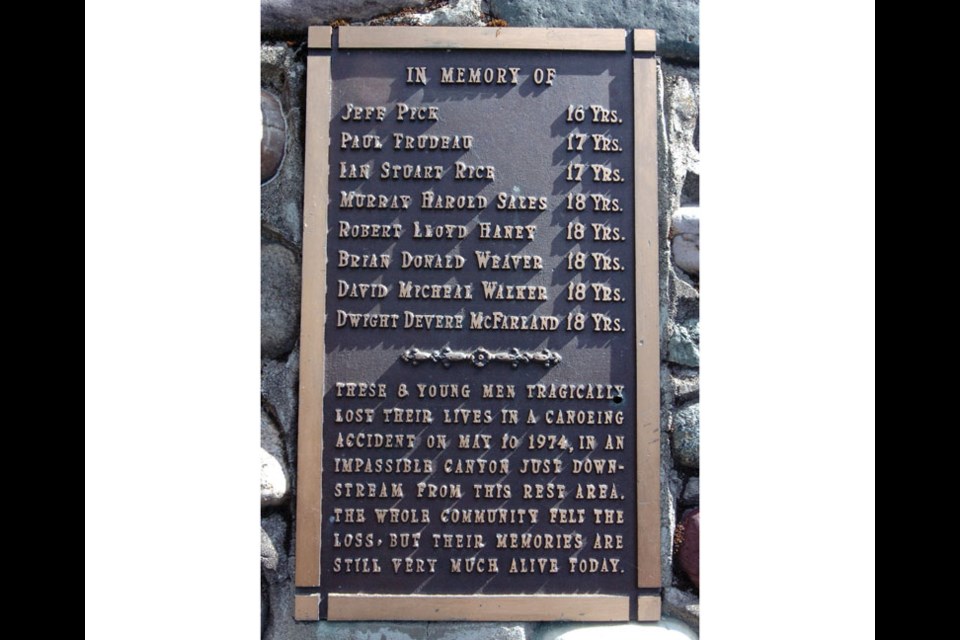 IN MEMORY OF
JEFF PICK 16 YRS.
PAUL TRUDEAU 17 YRS.
IAN STUART RICE 17 YRS.
MURRAY HAROLD SALES 18 YRS.
ROBERT LLOYD HANEY 18 YRS.
BRIAN DONALD WEAVER 18 YRS.
DAVID MICHEAL WALKER 18 YRS.
DWIGHT DEVERE MCFARLAND 18 YRS.
THESE 8 YOUNG MEN TRAGICALLY
LOST THEIR LIVES IN A CANOEING
ACCIDENT ON MAY 10 1974, IN AN
IMPASSIBLE CANYON JUST DOWN-
STREAM FROM THIS REST AREA.
THE WHOLE COMMUNITY FELT THE
LOSS, BUT THEIR MEMORIES ARE
STILL VERY MUCH ALIVE TODAY.